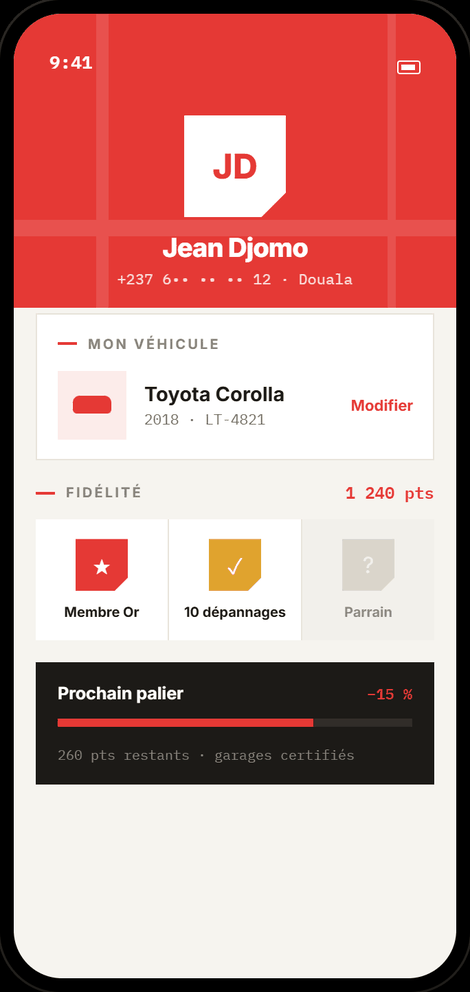 9:41
JD
Jean Djomo
+237 6•• •• •• 12 · Douala
MON VÉHICULE
Toyota Corolla
2018 · LT-4821
Modifier
FIDÉLITÉ
1 240 pts
★
✓
?
Membre Or
10 dépannages
Parrain
Prochain palier
−15 %
260 pts restants · garages certifiés